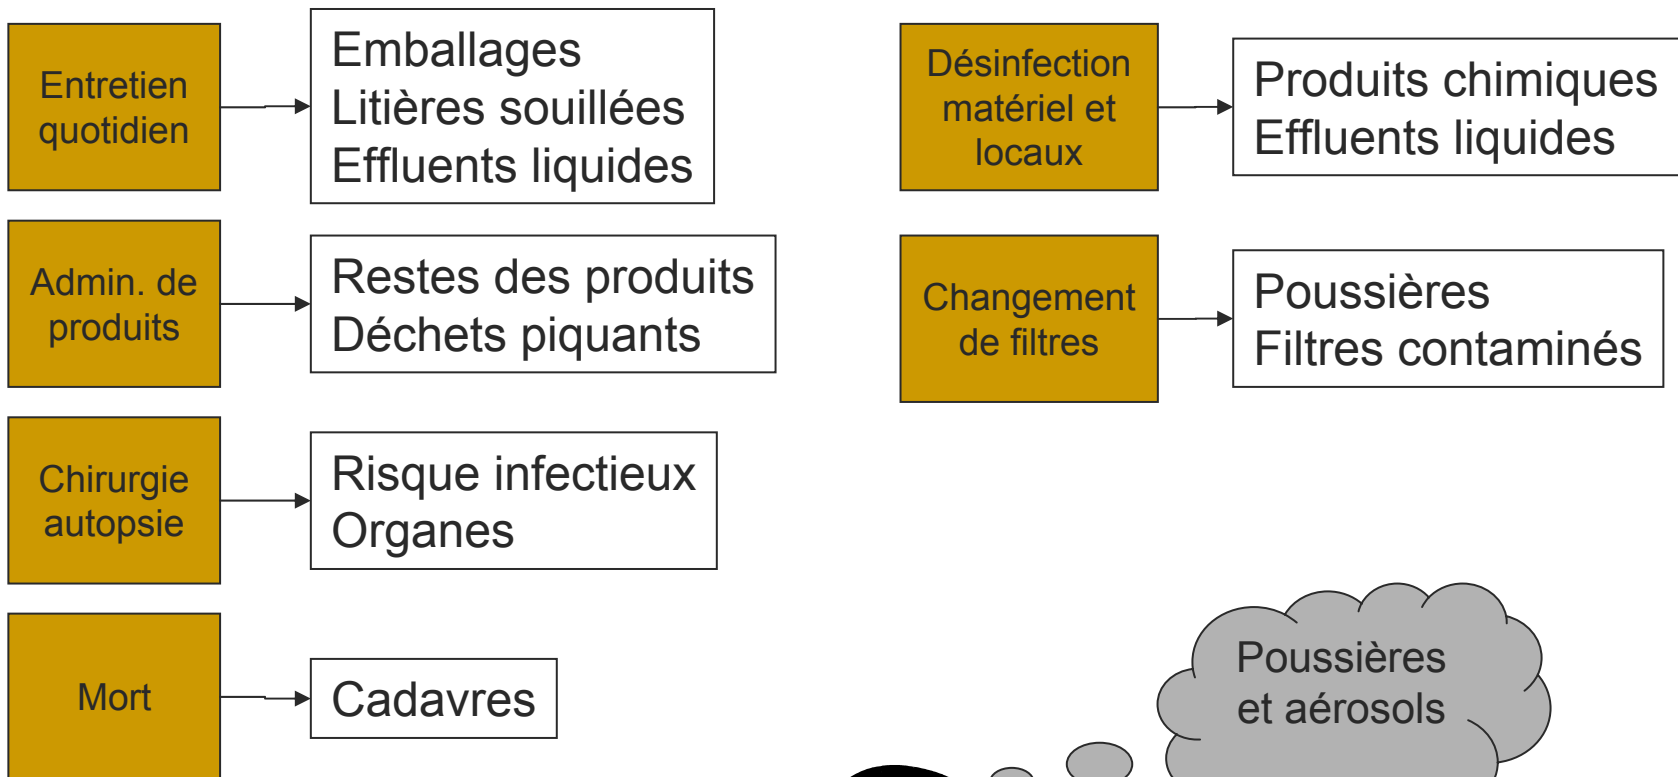 Entretien
quotidien
Emballages
Litières souillées
Effluents liquides
Admin. de
produits
Restes des produits
Déchets piquants
Chirurgie
autopsie
Risque infectieux
Organes
Mort
Cadavres
Désinfection
matériel et
locaux
Produits chimiques
Effluents liquides
Changement
de filtres
Poussières
Filtres contaminés
Poussières
et aérosols